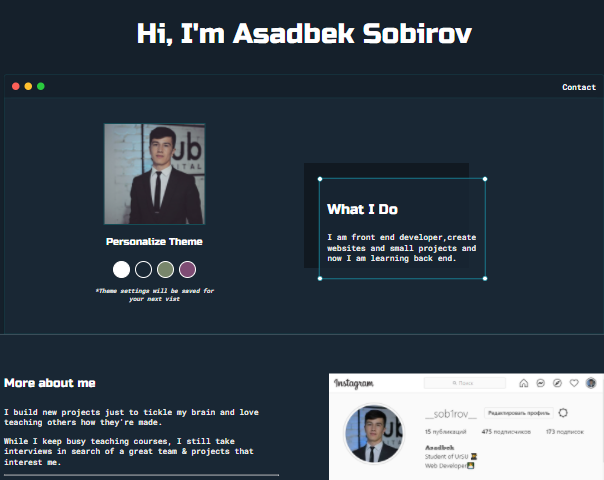 Hi, I'm Asadbek Sobirov
Contact
Personalize Theme
*Theme settings will be saved for
your next vist
What I Do
I am front end developer,create
websites and small projects and
now I am learning back end.
More about me
I build new projects just to tickle my brain and love
teaching others how they're made.
While I keep busy teaching courses, I still take
interviews in search of a great team & projects that
interest me.
Instagram
Поиск
__sob1rov__
Редактировать профиль
15 публикаций 475 подписчиков 173 подписок
Asadbek
Student of UrSU
Web Developer